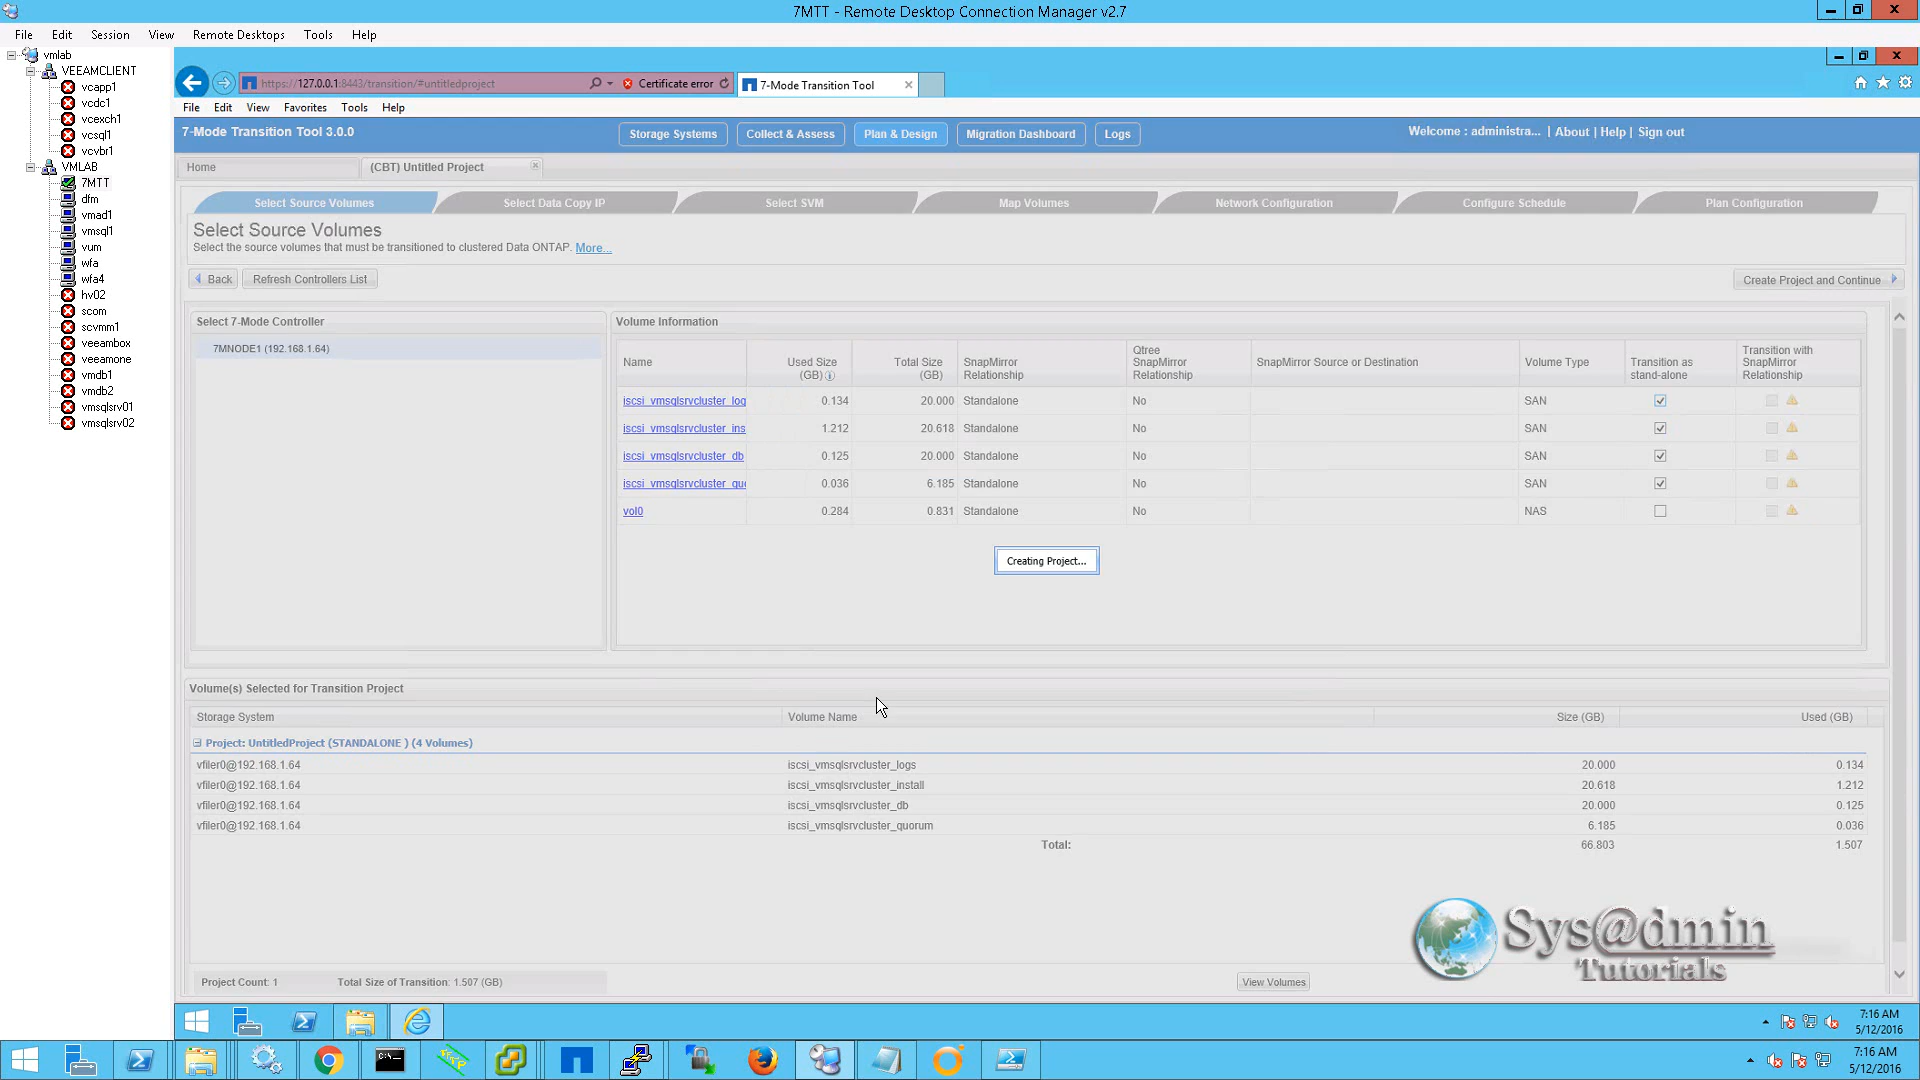 7MTT - Remote Desktop Connection Manager v2.7
File Edit Session View Remote Desktops Tools Help
vmlab
VEEAMCLIENT
vcapp1
vcdc1
vcexch1
vcsql1
vcvbr1
VMLAB
7MTT
dfm
vmad1
vmsql1
vum
wfa
wfa4
hv02
scom
scvmm1
veeambox
veeamone
vmdb1
vmdb2
vmsqlsrv01
vmsqlsrv02
https://127.0.0.1:8443/transition/#untitledproject Certificate error 7-Mode Transition Tool
File Edit View Favorites Tools Help
7-Mode Transition Tool 3.0.0 Storage Systems Collect & Assess Plan & Design Migration Dashboard Logs Welcome : administra... | About | Help | Sign out
Home (CBT) Untitled Project
Select Source Volumes Select Data Copy IP Select SVM Map Volumes Network Configuration Configure Schedule Plan Configuration
Select Source Volumes
Select the source volumes that must be transitioned to clustered Data ONTAP. More...
Back Refresh Controllers List Create Project and Continue
Select 7-Mode Controller
7MNODE1 (192.168.1.64)
Volume Information
Name Used Size (GB) Total Size (GB) SnapMirror Relationship Qtree SnapMirror Relationship SnapMirror Source or Destination Volume Type Transition as stand-alone Transition with SnapMirror Relationship
iscsi_vmsqlsrvcluster_log 0.134 20.000 Standalone No SAN
iscsi_vmsqlsrvcluster_ins 1.212 20.618 Standalone No SAN
iscsi_vmsqlsrvcluster_db 0.125 20.000 Standalone No SAN
iscsi_vmsqlsrvcluster_quo 0.036 6.185 Standalone No SAN
vol0 0.284 0.831 Standalone No NAS
Creating Project...
Volume(s) Selected for Transition Project
Storage System Volume Name Size (GB) Used (GB)
Project: UntitledProject (STANDALONE ) (4 Volumes)
vfiler0@192.168.1.64 iscsi_vmsqlsrvcluster_logs 20.000 0.134
vfiler0@192.168.1.64 iscsi_vmsqlsrvcluster_install 20.618 1.212
vfiler0@192.168.1.64 iscsi_vmsqlsrvcluster_db 20.000 0.125
vfiler0@192.168.1.64 iscsi_vmsqlsrvcluster_quorum 6.185 0.036
Total: 66.803 1.507
Sys@dmin
Tutorials
Project Count: 1 Total Size of Transition: 1.507 (GB) View Volumes
7:16 AM
5/12/2016
7:16 AM
5/12/2016